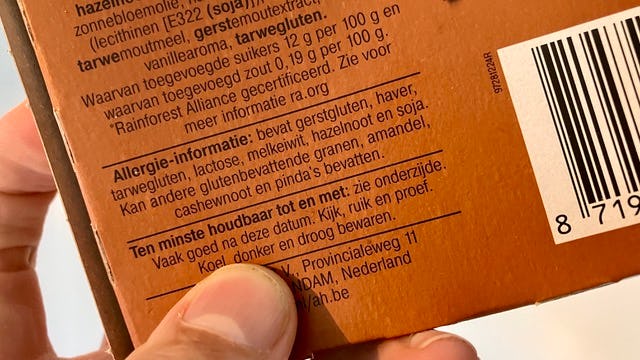 hazelnoo
zonnebloemolie,
(lecithinen [E322 (soja)
tarwemoutmeel, gerstemoutextract,
vanillearoma, tarwegluten.
Waarvan toegevoegde suikers 12 g per 100 g en
waarvan toegevoegd zout 0,19 g per 100 g.
*Rainforest Alliance gecertificeerd. Zie voor
meer informatie ra.org
Allergie-informatie: bevat gerstgluten, haver,
tarwegluten, lactose, melkeiwit, hazelnoot en soja.
Kan andere glutenbevattende granen, amandel,
cashewnoot en pinda's bevatten.
Ten minste houdbaar tot en met: zie onderzijde.
Vaak goed na deze datum. Kijk, ruik en proef.
Koel, donker en droog bewaren.
V., Provincialeweg 11
NDAM, Nederland
l/ah.be
8 719